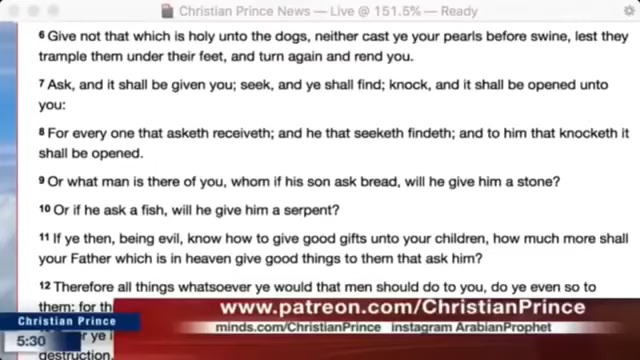 Christian Prince News — Live @ 151.5% — Ready
6 Give not that which is holy unto the dogs, neither cast ye your pearls before swine, lest they
trample them under their feet, and turn again and rend you.
7 Ask, and it shall be given you; seek, and ye shall find; knock, and it shall be opened unto
you:
8 For every one that asketh receiveth; and he that seeketh findeth; and to him that knocketh it
shall be opened.
9 Or what man is there of you, whom if his son ask bread, will he give him a stone?
10 Or if he ask a fish, will he give him a serpent?
11 If ye then, being evil, know how to give good gifts unto your children, how much more shall
your Father which is in heaven give good things to them that ask him?
12 Therefore all things whatsoever ye would that men should do to you, do ye even so to
them: for th
www.patreon.com/ChristianPrince
Christian Prince
minds.com/ChristianPrince instagram ArabianProphet
5:30
r ye i
destruction,